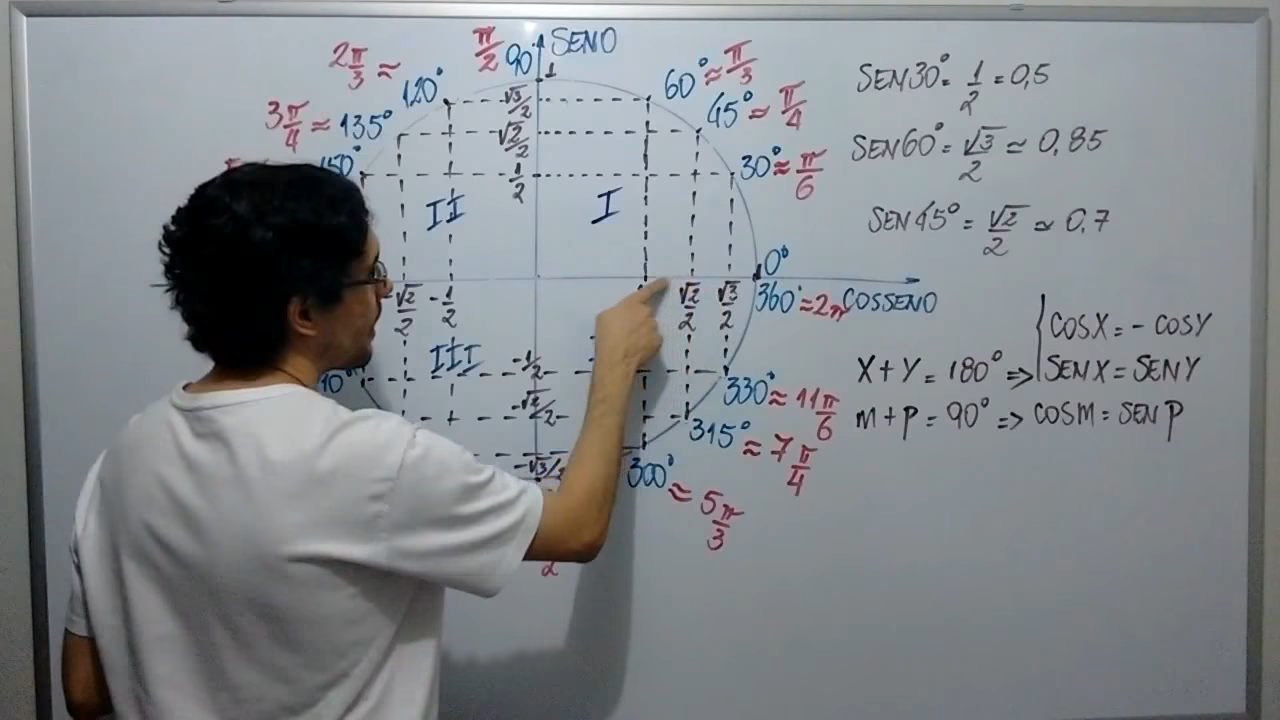 SENO
π/2 90° 1
2π/3 ≈ 120°
3π/4 ≈ 135°
150°
√3/2
√2/2
1/2
60° ≈ π/3
45° ≈ π/4
30° ≈ π/6
II
I
0°
360° ≈ 2π
COSSENO
√2/2
-1/2
√2/2
√3/2
III
-1/2
-√2/2
-√3/2
10°
330° ≈ 11π/6
315° ≈ 7π/4
300° ≈ 5π/3
2
SEN30° = 1/2 = 0,5
SEN60° = √3/2 ≃ 0,85
SEN45° = √2/2 ≃ 0,7
COSX = - COSY
X + Y = 180° => SENX = SENY
M + P = 90° => COSM = SENP